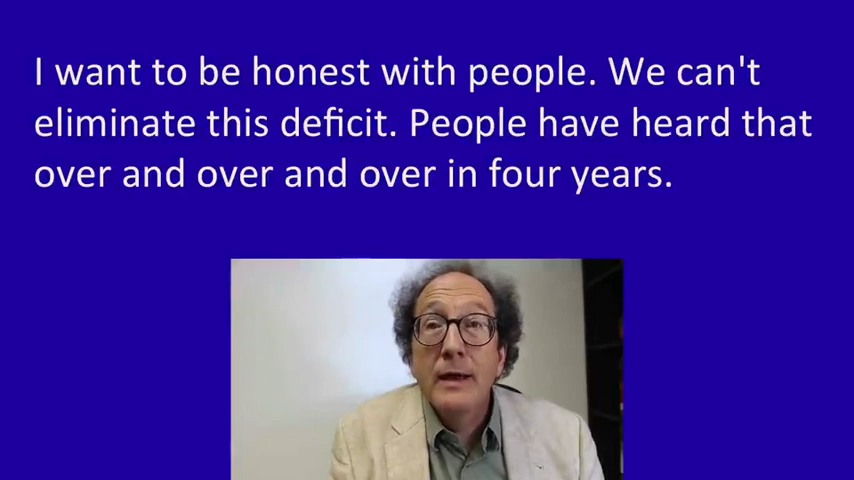 I want to be honest with people. We can't
eliminate this deficit. People have heard that
over and over and over in four years.